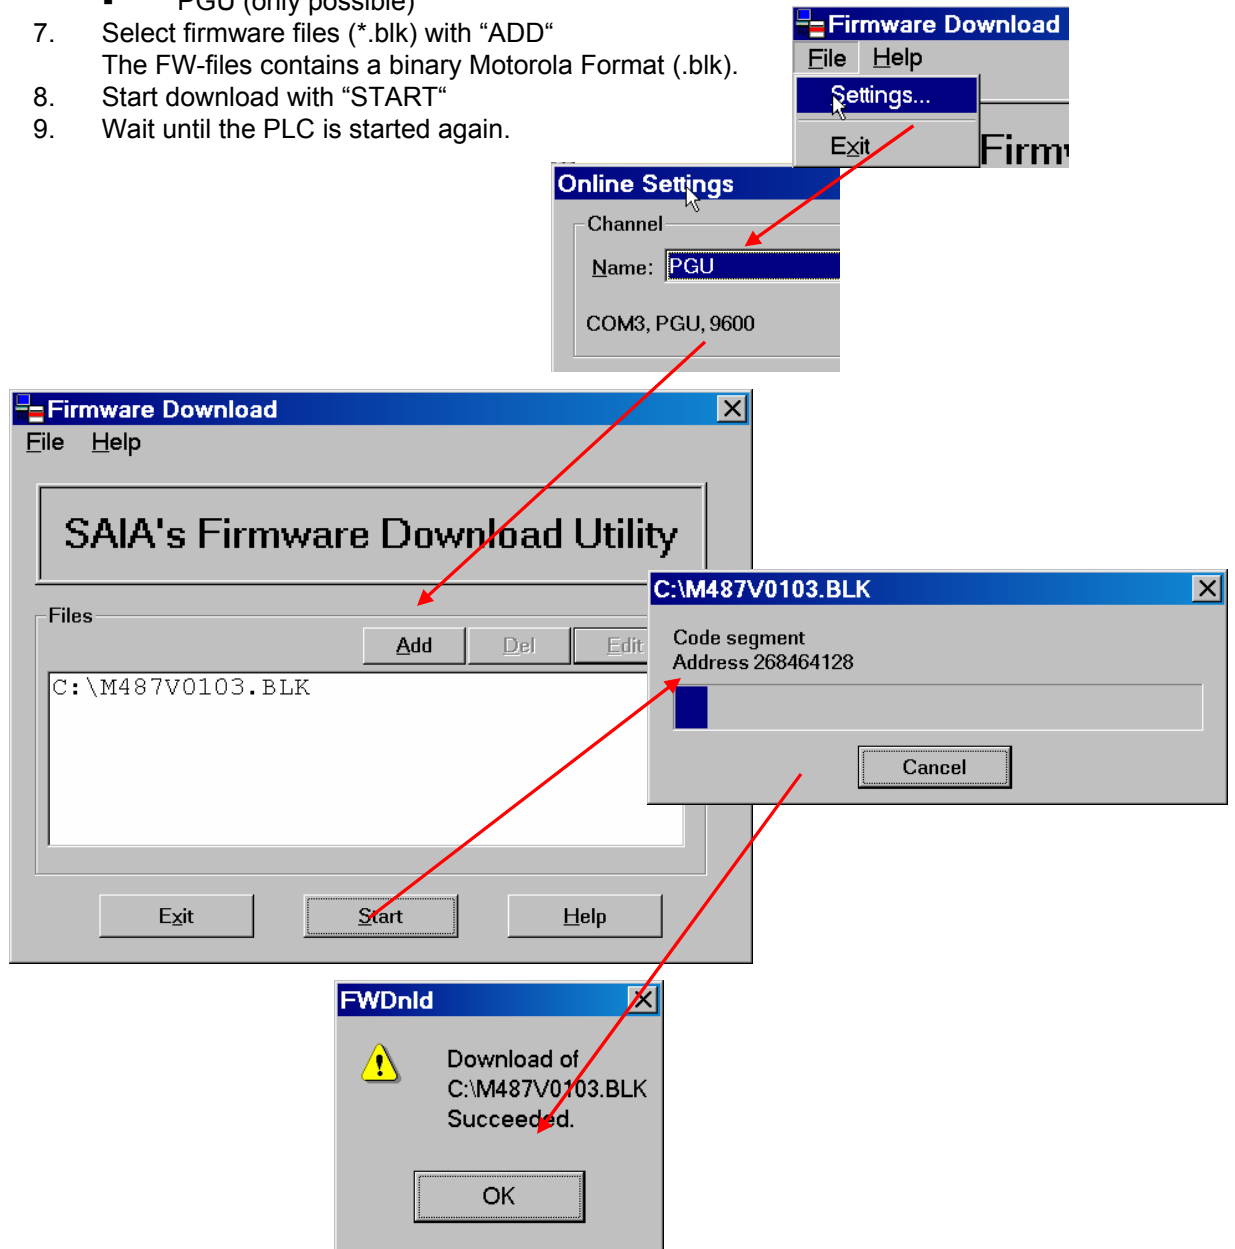 ▪ PGU (only possible)
7. Select firmware files (*.blk) with “ADD“
The FW-files contains a binary Motorola Format (.blk).
8. Start download with “START“
9. Wait until the PLC is started again.
Firmware Download
File Help
Settings...
Exit
Firm
Online Settings
Channel
Name: PGU
COM3, PGU, 9600
Firmware Download
File Help
SAIA's Firmware Download Utility
Files
Add Del Edit
C:\M487V0103.BLK
Exit Start Help
C:\M487V0103.BLK
Code segment
Address 268464128
Cancel
FWDnld
Download of
C:\M487V0103.BLK
Succeeded.
OK